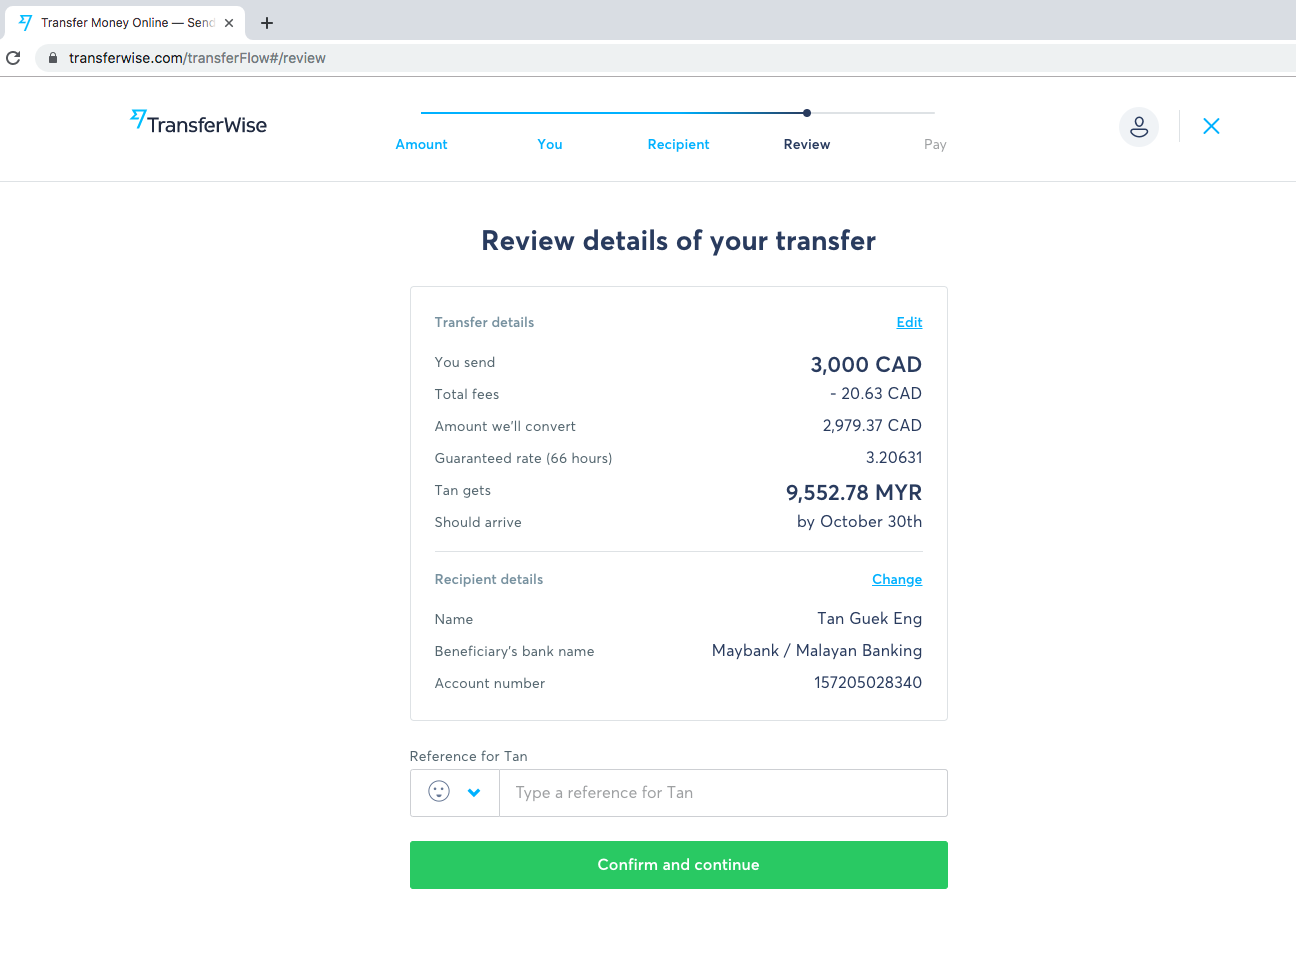 Transfer Money Online — Send
transferwise.com/transferFlow#/review
TransferWise
Amount You Recipient Review Pay
Review details of your transfer
Transfer details Edit
You send 3,000 CAD
Total fees - 20.63 CAD
Amount we'll convert 2,979.37 CAD
Guaranteed rate (66 hours) 3.20631
Tan gets 9,552.78 MYR
Should arrive by October 30th
Recipient details Change
Name Tan Guek Eng
Beneficiary's bank name Maybank / Malayan Banking
Account number 157205028340
Reference for Tan
Type a reference for Tan
Confirm and continue